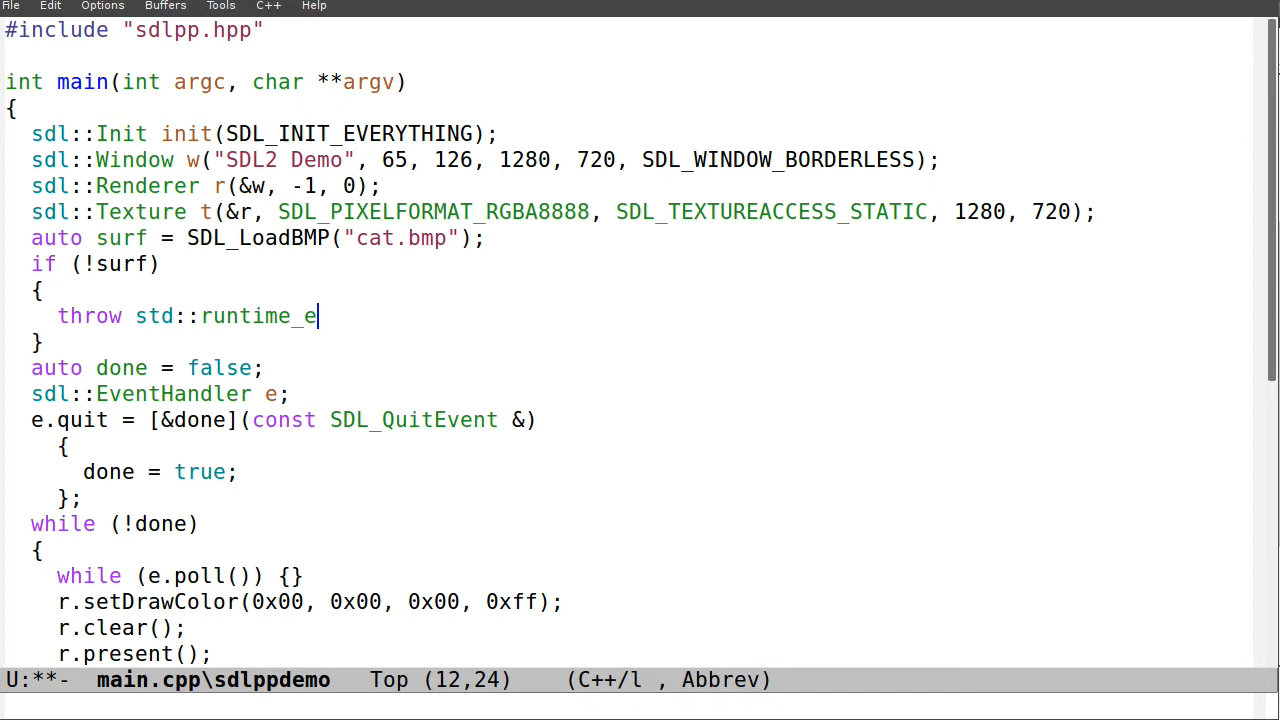 File Edit Options Buffers Tools C++ Help
#include "sdlpp.hpp"

int main(int argc, char **argv)
{
  sdl::Init init(SDL_INIT_EVERYTHING);
  sdl::Window w("SDL2 Demo", 65, 126, 1280, 720, SDL_WINDOW_BORDERLESS);
  sdl::Renderer r(&w, -1, 0);
  sdl::Texture t(&r, SDL_PIXELFORMAT_RGBA8888, SDL_TEXTUREACCESS_STATIC, 1280, 720);
  auto surf = SDL_LoadBMP("cat.bmp");
  if (!surf)
  {
    throw std::runtime_e
  }
  auto done = false;
  sdl::EventHandler e;
  e.quit = [&done](const SDL_QuitEvent &)
    {
      done = true;
    };
  while (!done)
  {
    while (e.poll()) {}
    r.setDrawColor(0x00, 0x00, 0x00, 0xff);
    r.clear();
    r.present();
U:**-  main.cpp\sdlppdemo   Top (12,24)    (C++/l , Abbrev)